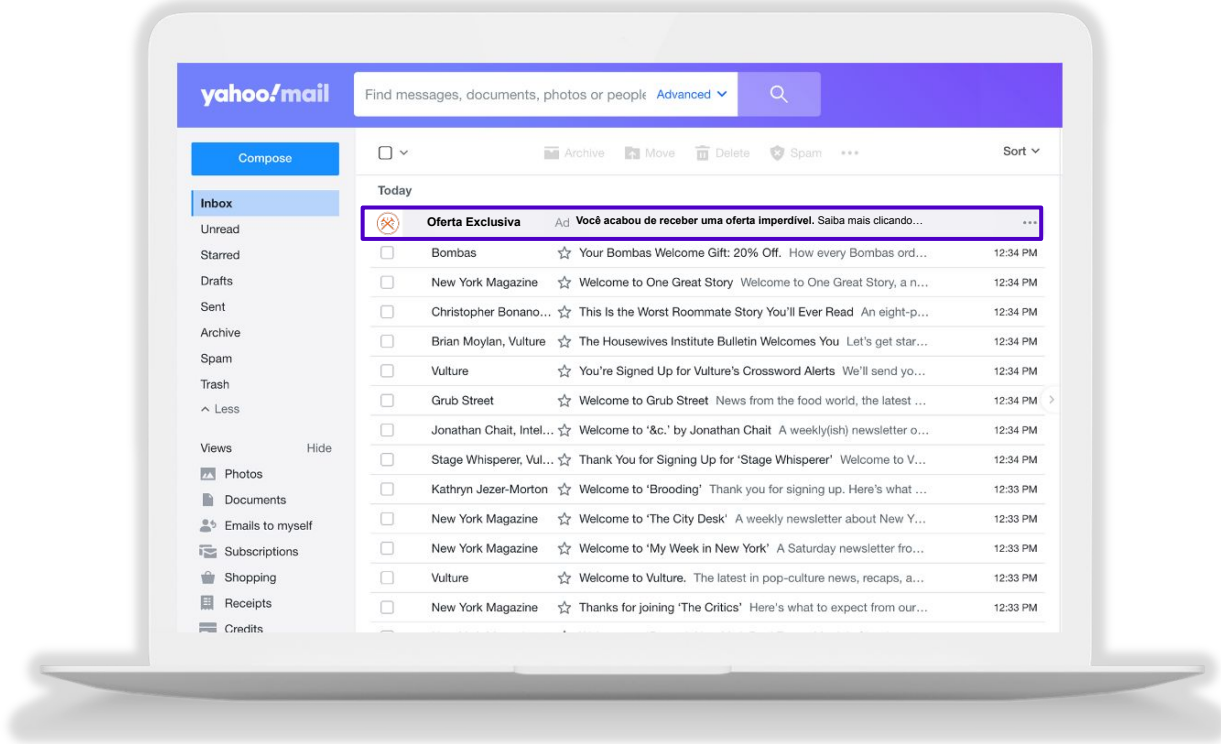 yahoo!mail
Find messages, documents, photos or people Advanced
Compose
Archive Move Delete Spam ••• Sort
Inbox
Unread
Starred
Drafts
Sent
Archive
Spam
Trash
Less
Views Hide
Photos
Documents
Emails to myself
Subscriptions
Shopping
Receipts
Credits
Today
Oferta Exclusiva Ad Você acabou de receber uma oferta imperdível. Saiba mais clicando... •••
Bombas Your Bombas Welcome Gift: 20% Off. How every Bombas ord... 12:34 PM
New York Magazine Welcome to One Great Story Welcome to One Great Story, a n... 12:34 PM
Christopher Bonano... This Is the Worst Roommate Story You'll Ever Read An eight-p... 12:34 PM
Brian Moylan, Vulture The Housewives Institute Bulletin Welcomes You Let's get star... 12:34 PM
Vulture You're Signed Up for Vulture's Crossword Alerts We'll send yo... 12:34 PM
Grub Street Welcome to Grub Street News from the food world, the latest ... 12:34 PM
Jonathan Chait, Intel... Welcome to '&c.' by Jonathan Chait A weekly(ish) newsletter o... 12:34 PM
Stage Whisperer, Vul... Thank You for Signing Up for 'Stage Whisperer' Welcome to V... 12:34 PM
Kathryn Jezer-Morton Welcome to 'Brooding' Thank you for signing up. Here's what ... 12:33 PM
New York Magazine Welcome to 'The City Desk' A weekly newsletter about New Y... 12:33 PM
New York Magazine Welcome to 'My Week in New York' A Saturday newsletter fro... 12:33 PM
Vulture Welcome to Vulture. The latest in pop-culture news, recaps, a... 12:33 PM
New York Magazine Thanks for joining 'The Critics' Here's what to expect from our... 12:33 PM